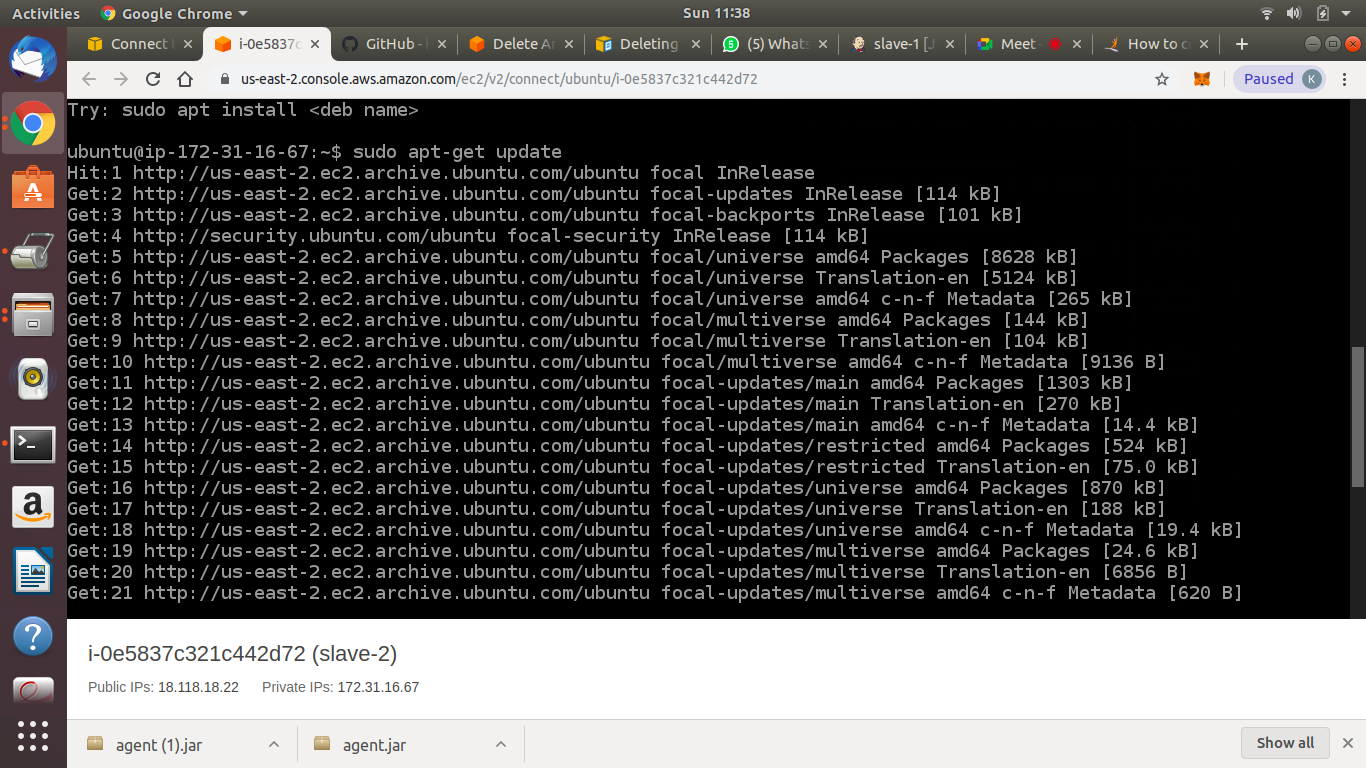 Activities
Google Chrome
Sun 11:38
Connect
i-0e5837c
GitHub -
Delete Ar
Deleting
(5) Whats
slave-1 [J
Meet -
How to c
us-east-2.console.aws.amazon.com/ec2/v2/connect/ubuntu/i-0e5837c321c442d72
Paused K
Try: sudo apt install <deb name>
ubuntu@ip-172-31-16-67:~$ sudo apt-get update
Hit:1 http://us-east-2.ec2.archive.ubuntu.com/ubuntu focal InRelease
Get:2 http://us-east-2.ec2.archive.ubuntu.com/ubuntu focal-updates InRelease [114 kB]
Get:3 http://us-east-2.ec2.archive.ubuntu.com/ubuntu focal-backports InRelease [101 kB]
Get:4 http://security.ubuntu.com/ubuntu focal-security InRelease [114 kB]
Get:5 http://us-east-2.ec2.archive.ubuntu.com/ubuntu focal/universe amd64 Packages [8628 kB]
Get:6 http://us-east-2.ec2.archive.ubuntu.com/ubuntu focal/universe Translation-en [5124 kB]
Get:7 http://us-east-2.ec2.archive.ubuntu.com/ubuntu focal/universe amd64 c-n-f Metadata [265 kB]
Get:8 http://us-east-2.ec2.archive.ubuntu.com/ubuntu focal/multiverse amd64 Packages [144 kB]
Get:9 http://us-east-2.ec2.archive.ubuntu.com/ubuntu focal/multiverse Translation-en [104 kB]
Get:10 http://us-east-2.ec2.archive.ubuntu.com/ubuntu focal/multiverse amd64 c-n-f Metadata [9136 B]
Get:11 http://us-east-2.ec2.archive.ubuntu.com/ubuntu focal-updates/main amd64 Packages [1303 kB]
Get:12 http://us-east-2.ec2.archive.ubuntu.com/ubuntu focal-updates/main Translation-en [270 kB]
Get:13 http://us-east-2.ec2.archive.ubuntu.com/ubuntu focal-updates/main amd64 c-n-f Metadata [14.4 kB]
Get:14 http://us-east-2.ec2.archive.ubuntu.com/ubuntu focal-updates/restricted amd64 Packages [524 kB]
Get:15 http://us-east-2.ec2.archive.ubuntu.com/ubuntu focal-updates/restricted Translation-en [75.0 kB]
Get:16 http://us-east-2.ec2.archive.ubuntu.com/ubuntu focal-updates/universe amd64 Packages [870 kB]
Get:17 http://us-east-2.ec2.archive.ubuntu.com/ubuntu focal-updates/universe Translation-en [188 kB]
Get:18 http://us-east-2.ec2.archive.ubuntu.com/ubuntu focal-updates/universe amd64 c-n-f Metadata [19.4 kB]
Get:19 http://us-east-2.ec2.archive.ubuntu.com/ubuntu focal-updates/multiverse amd64 Packages [24.6 kB]
Get:20 http://us-east-2.ec2.archive.ubuntu.com/ubuntu focal-updates/multiverse Translation-en [6856 B]
Get:21 http://us-east-2.ec2.archive.ubuntu.com/ubuntu focal-updates/multiverse amd64 c-n-f Metadata [620 B]
i-0e5837c321c442d72 (slave-2)
Public IPs: 18.118.18.22 Private IPs: 172.31.16.67
agent (1).jar
agent.jar
Show all